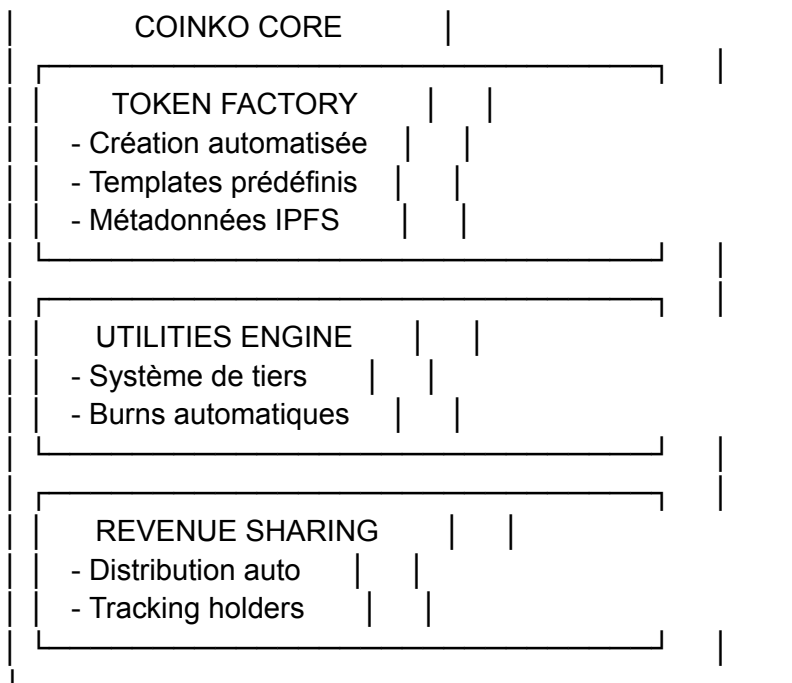 COINKO CORE
TOKEN FACTORY
- Création automatisée
- Templates prédéfinis
- Métadonnées IPFS
UTILITIES ENGINE
- Système de tiers
- Burns automatiques
REVENUE SHARING
- Distribution auto
- Tracking holders